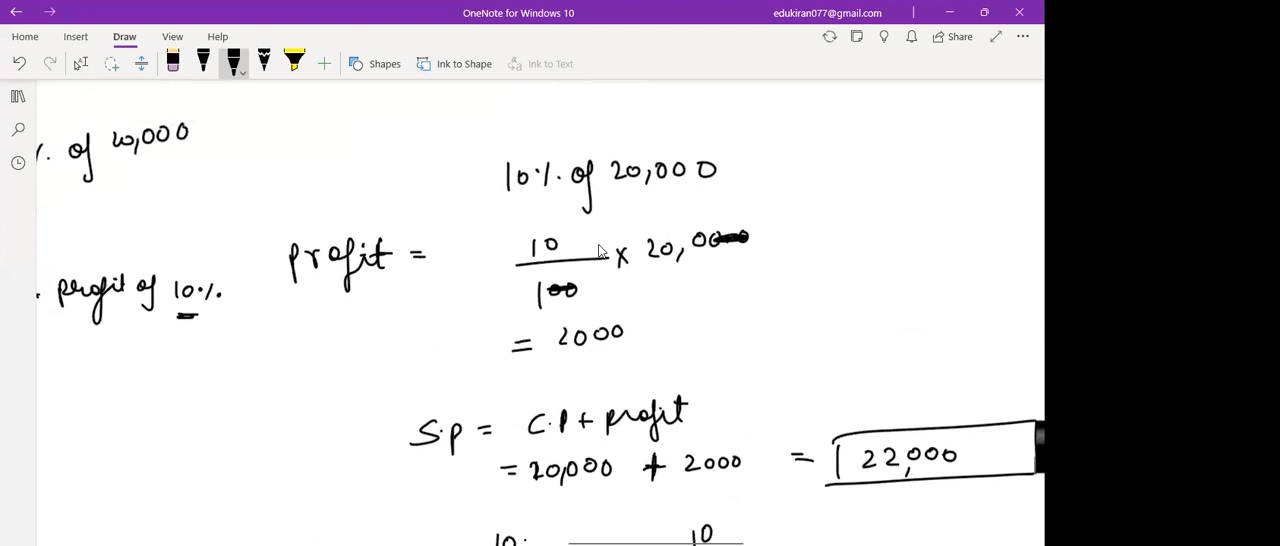 OneNote for Windows 10
edukiran077@gmail.com
Home Insert Draw View Help
Share
Shapes Ink to Shape Ink to Text
% of 20,000
10% of 20,000
profit = 10 x 20,000
100
profit of 10%
= 2000
S.P = C.P + profit
= 20,000 + 2000 = 22,000
10